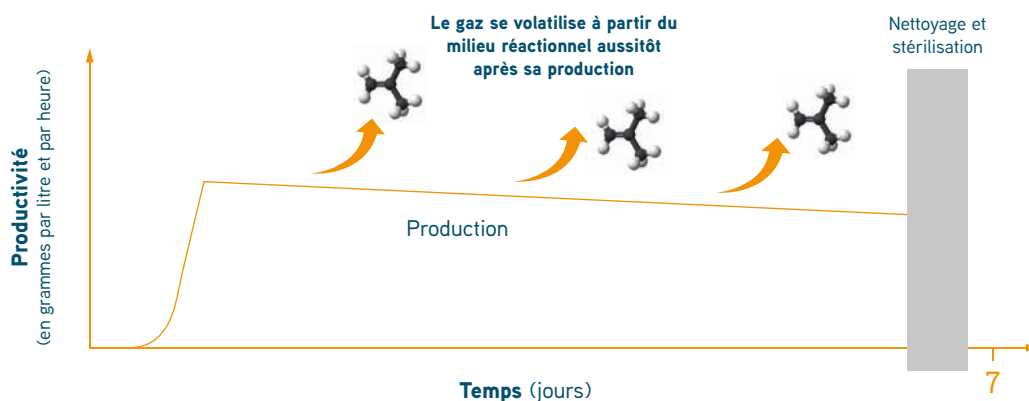 Le gaz se volatilise à partir du
milieu réactionnel aussitôt
après sa production
Nettoyage et
stérilisation
Productivité
(en grammes par litre et par heure)
Production
7
Temps (jours)